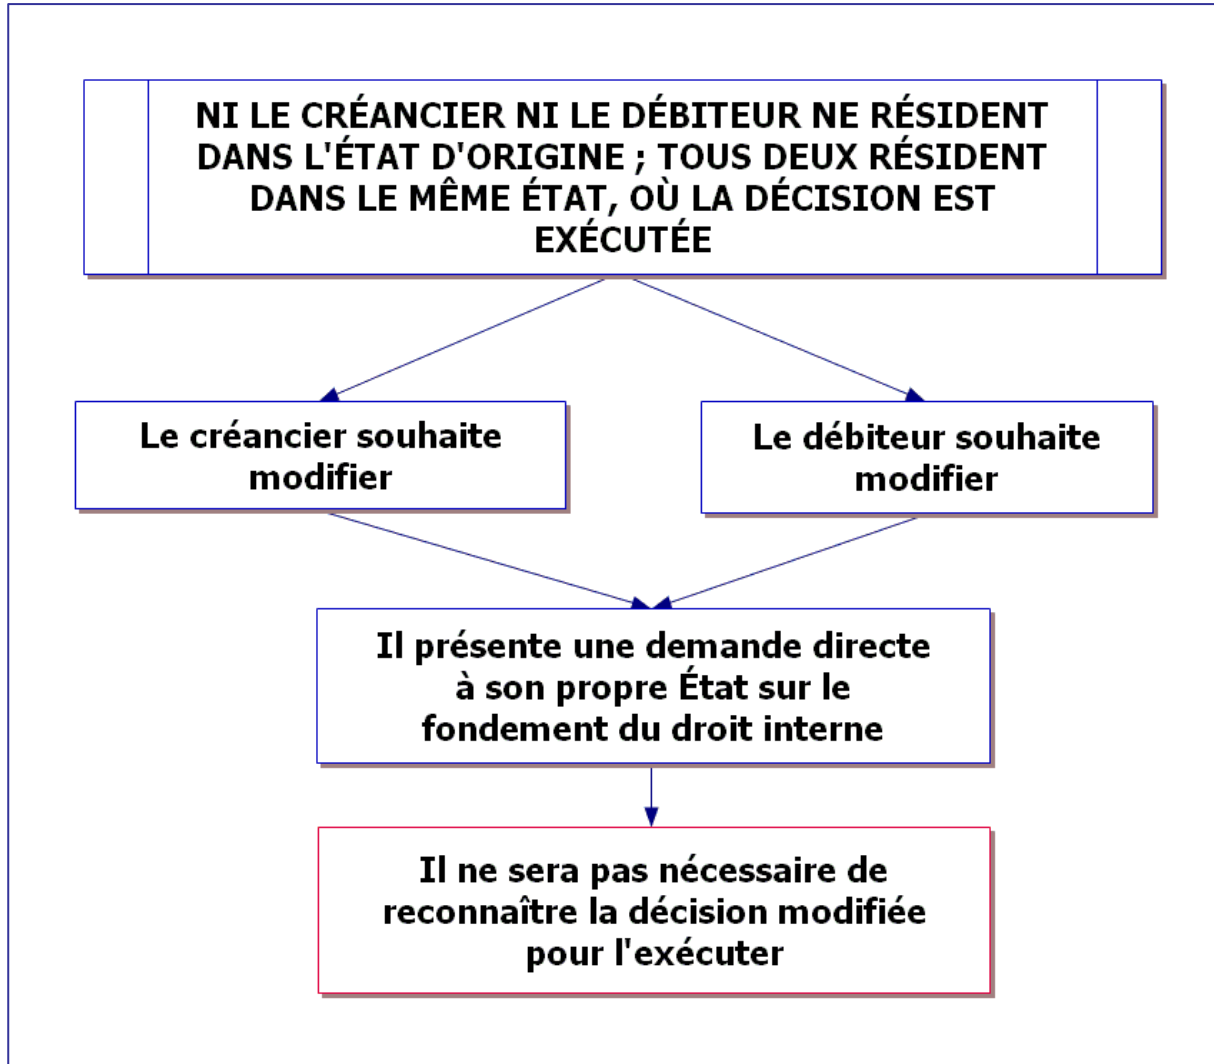 NI LE CRÉANCIER NI LE DÉBITEUR NE RÉSIDENT
DANS L'ÉTAT D'ORIGINE ; TOUS DEUX RÉSIDENT
DANS LE MÊME ÉTAT, OÙ LA DÉCISION EST
EXÉCUTÉE
Le créancier souhaite
modifier
Le débiteur souhaite
modifier
Il présente une demande directe
à son propre État sur le
fondement du droit interne
Il ne sera pas nécessaire de
reconnaître la décision modifiée
pour l'exécuter